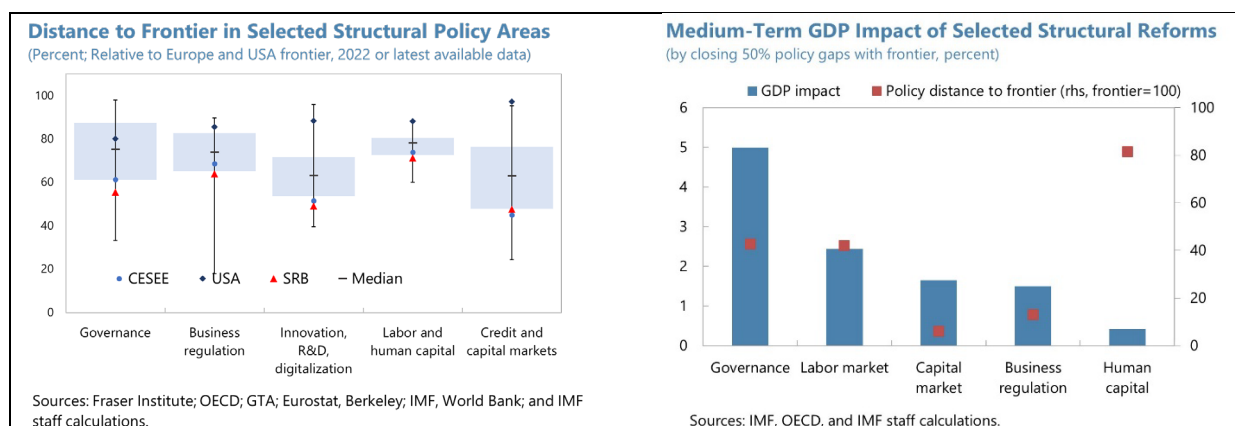 Distance to Frontier in Selected Structural Policy Areas
(Percent; Relative to Europe and USA frontier, 2022 or latest available data)
100
80
60
40
20
0
CESEE USA SRB Median
Governance Business regulation Innovation, R&D, digitalization Labor and human capital Credit and capital markets
Sources: Fraser Institute; OECD; GTA; Eurostat, Berkeley; IMF, World Bank; and IMF
staff calculations.
Medium-Term GDP Impact of Selected Structural Reforms
(by closing 50% policy gaps with frontier, percent)
GDP impact Policy distance to frontier (rhs, frontier=100)
6
5
4
3
2
1
0
100
80
60
40
20
0
Governance Labor market Capital market Business regulation Human capital
Sources: IMF, OECD, and IMF staff calculations.